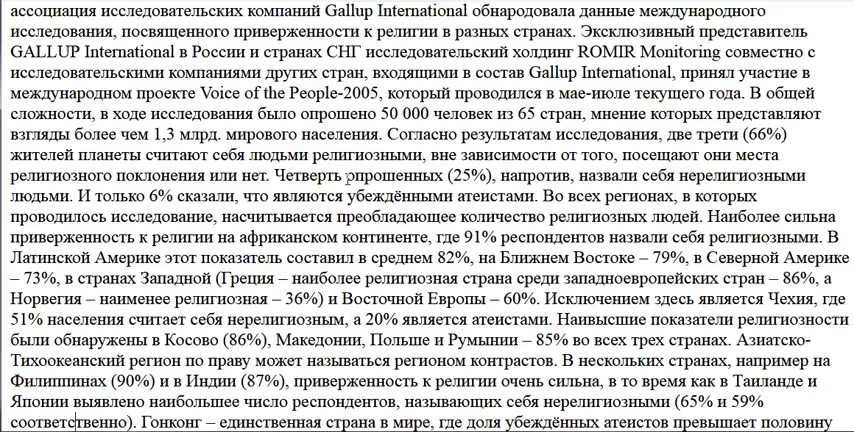 ассоциация исследовательских компаний Gallup International обнародовала данные международного
исследования, посвященного приверженности к религии в разных странах. Эксклюзивный представитель
GALLUP International в России и странах СНГ исследовательский холдинг ROMIR Monitoring совместно с
исследовательскими компаниями других стран, входящими в состав Gallup International, принял участие в
международном проекте Voice of the People-2005, который проводился в мае-июле текущего года. В общей
сложности, в ходе исследования было опрошено 50 000 человек из 65 стран, мнение которых представляют
взгляды более чем 1,3 млрд. мирового населения. Согласно результатам исследования, две трети (66%)
жителей планеты считают себя людьми религиозными, вне зависимости от того, посещают они места
религиозного поклонения или нет. Четверть опрошенных (25%), напротив, назвали себя нерелигиозными
людьми. И только 6% сказали, что являются убеждёнными атеистами. Во всех регионах, в которых
проводилось исследование, насчитывается преобладающее количество религиозных людей. Наиболее сильна
приверженность к религии на африканском континенте, где 91% респондентов назвали себя религиозными. В
Латинской Америке этот показатель составил в среднем 82%, на Ближнем Востоке – 79%, в Северной Америке
– 73%, в странах Западной (Греция – наиболее религиозная страна среди западноевропейских стран – 86%, а
Норвегия – наименее религиозная – 36%) и Восточной Европы – 60%. Исключением здесь является Чехия, где
51% населения считает себя нерелигиозным, а 20% является атеистами. Наивысшие показатели религиозности
были обнаружены в Косово (86%), Македонии, Польше и Румынии – 85% во всех трех странах. Азиатско-
Тихоокеанский регион по праву может называться регионом контрастов. В нескольких странах, например на
Филиппинах (90%) и в Индии (87%), приверженность к религии очень сильна, в то время как в Таиланде и
Японии выявлено наибольшее число респондентов, называющих себя нерелигиозными (65% и 59%
соответственно). Гонконг – единственная страна в мире, где доля убеждённых атеистов превышает половину